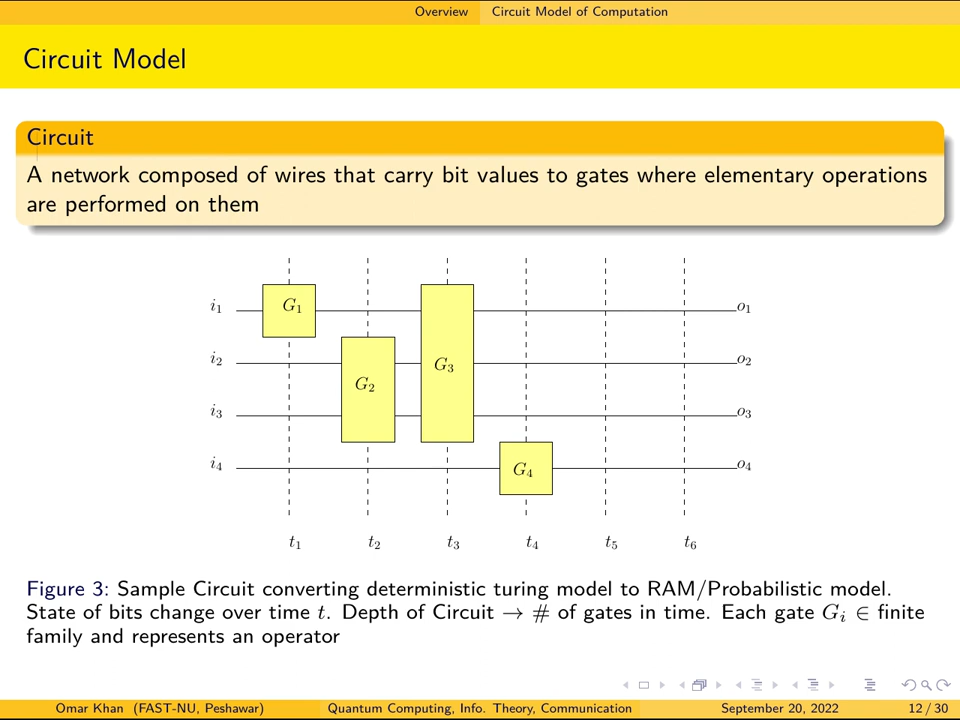 Overview Circuit Model of Computation
Circuit Model
Circuit
A network composed of wires that carry bit values to gates where elementary operations
are performed on them
i₁ G₁ o₁
i₂ G₂ G₃ o₂
i₃ o₃
i₄ G₄ o₄
t₁ t₂ t₃ t₄ t₅ t₆
Figure 3: Sample Circuit converting deterministic turing model to RAM/Probabilistic model.
State of bits change over time t. Depth of Circuit → # of gates in time. Each gate Gᵢ ∈ finite
family and represents an operator
Omar Khan (FAST-NU, Peshawar) Quantum Computing, Info. Theory, Communication September 20, 2022 12 / 30